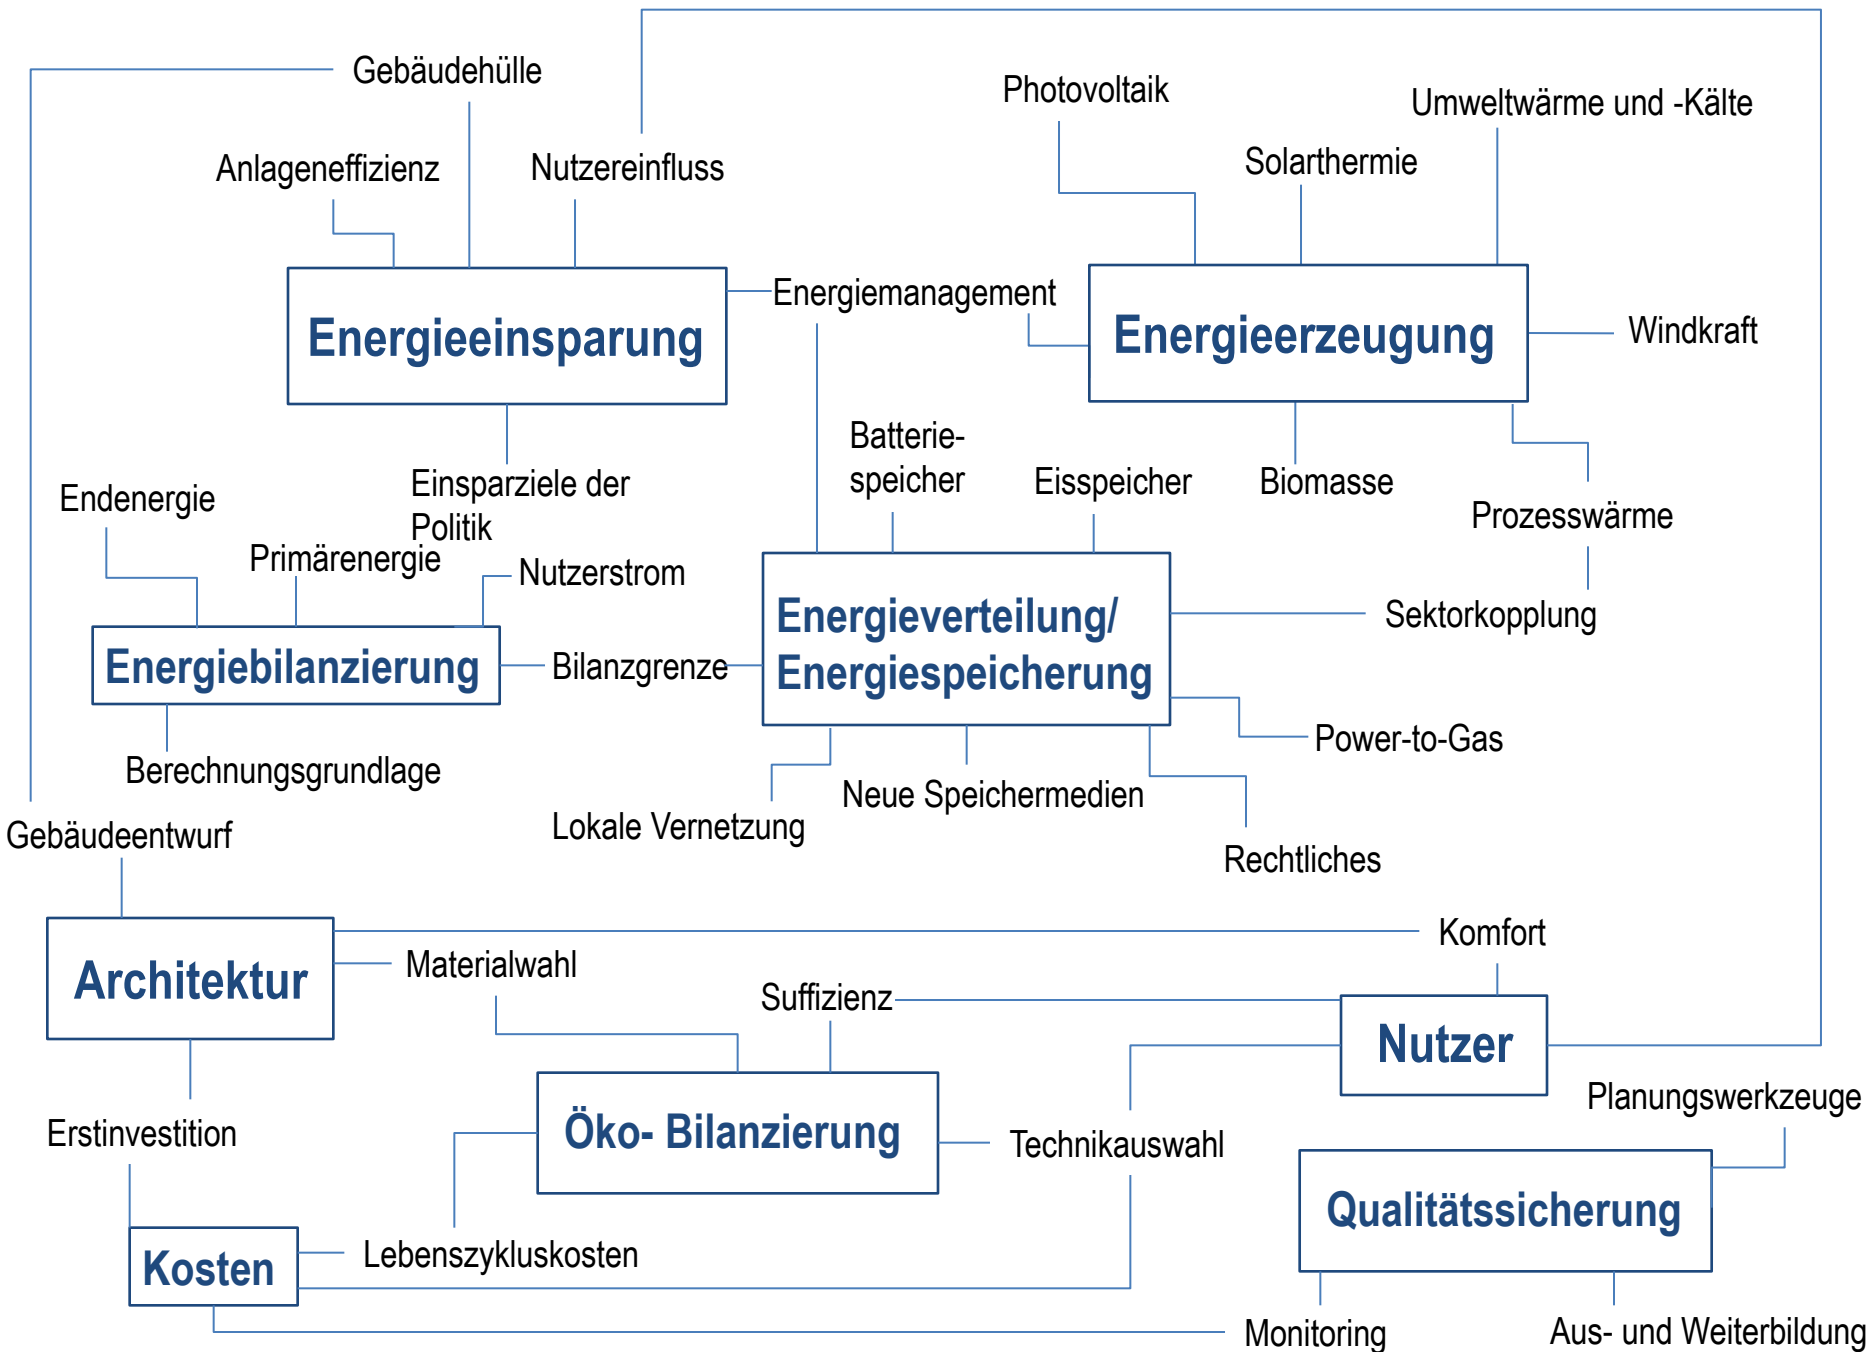 Gebäudehülle
Photovoltaik
Umweltwärme und -Kälte
Anlageneffizienz
Nutzereinfluss
Solarthermie
Energiemanagement
Energieeinsparung
Energieerzeugung
Windkraft
Batterie-
speicher
Eisspeicher
Biomasse
Einsparziele der
Politik
Endenergie
Prozesswärme
Primärenergie
Nutzerstrom
Energieverteilung/
Energiespeicherung
Sektorkopplung
Energiebilanzierung
Bilanzgrenze
Power-to-Gas
Berechnungsgrundlage
Neue Speichermedien
Lokale Vernetzung
Gebäudeentwurf
Rechtliches
Komfort
Materialwahl
Architektur
Suffizienz
Nutzer
Planungswerkzeuge
Erstinvestition
Öko- Bilanzierung
Technikauswahl
Qualitätssicherung
Kosten
Lebenszykluskosten
Monitoring
Aus- und Weiterbildung